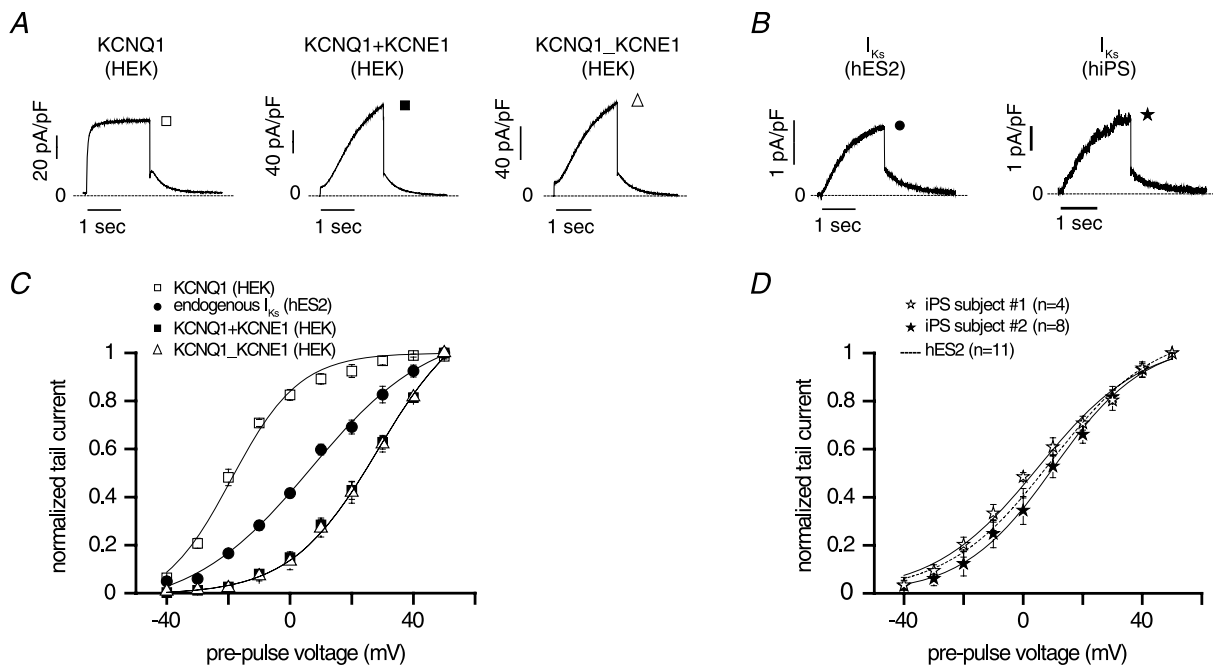 A
KCNQ1
(HEK)
KCNQ1+KCNE1
(HEK)
KCNQ1_KCNE1
(HEK)
20 pA/pF
0
1 sec
40 pA/pF
0
1 sec
40 pA/pF
0
1 sec
B
IKs
(hES2)
IKs
(hiPS)
1 pA/pF
0
1 sec
1 pA/pF
0
1 sec
C
KCNQ1 (HEK)
endogenous IKs (hES2)
KCNQ1+KCNE1 (HEK)
KCNQ1_KCNE1 (HEK)
normalized tail current
1
0.8
0.6
0.4
0.2
0
-40
0
40
pre-pulse voltage (mV)
D
iPS subject #1 (n=4)
iPS subject #2 (n=8)
hES2 (n=11)
normalized tail current
1
0.8
0.6
0.4
0.2
0
-40
0
40
pre-pulse voltage (mV)